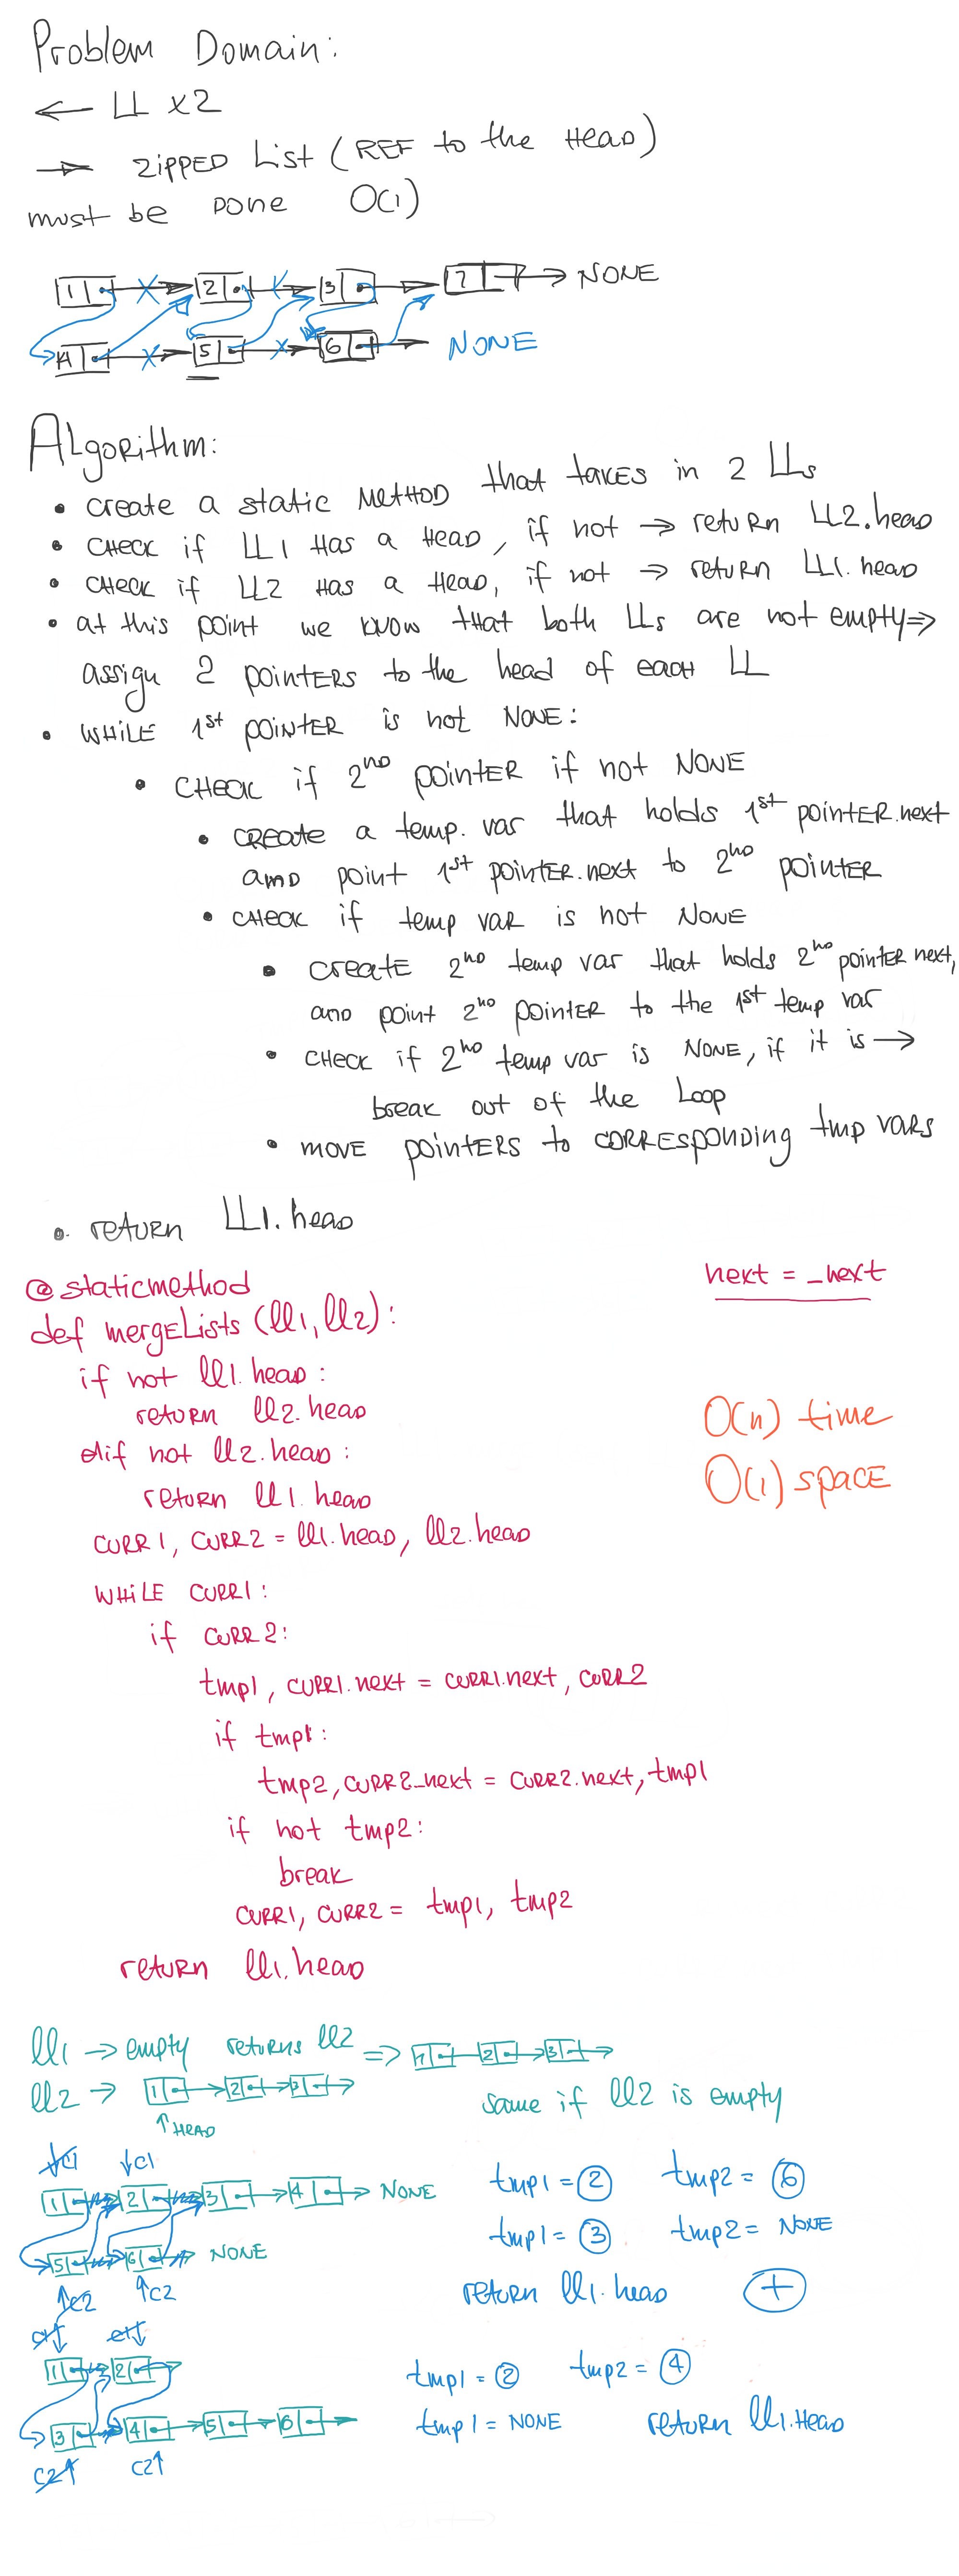 Problem Domain:
← LL x2
→ zipped List (REF to the Head)
must be done O(1)
1 2 3 7 → NONE
4 5 6 → NONE
Algorithm:
• create a static METHOD that takes in 2 LLs
• check if LL1 has a Head, if not → return LL2.head
• check if LL2 has a Head, if not → return LL1.head
• at this point we know that both LLs are not empty ⇒
assign 2 pointers to the head of each LL
• WHILE 1st pointer is not NONE:
• CHECK if 2nd pointer if not NONE
• create a temp. var that holds 1st pointer.next
and point 1st pointer.next to 2nd pointer
• check if temp var is not NONE
• create 2nd temp var that holds 2nd pointer next,
and point 2nd pointer to the 1st temp var
• check if 2nd temp var is NONE, if it is →
break out of the Loop
• move pointers to corresponding tmp vars
• return LL1.head
@staticmethod
next = _next
def mergeLists (ll1, ll2):
if not ll1.head:
return ll2.head
O(n) time
elif not ll2.head:
return ll1.head
O(1) space
curr1, curr2 = ll1.head, ll2.head
while curr1:
if curr2:
tmp1, curr1.next = curr1.next, curr2
if tmp1:
tmp2, curr2_next = curr2.next, tmp1
if not tmp2:
break
curr1, curr2 = tmp1, tmp2
return ll1.head
ll1 → empty returns ll2 ⇒ 1 2 3
ll2 → 1 2 3
same if ll2 is empty
↑ HEAD
↓c1 ↓c1
tmp1 = 2 tmp2 = 6
1 2 3 4 → NONE
tmp1 = 3 tmp2 = NONE
5 6 NONE
↑c2 ↑c2
return ll1.head +
c1↓ c1↓
1 2
tmp1 = 2 tmp2 = 4
3 4 5 6
tmp1 = NONE return ll1.Head
c2↑ c2↑